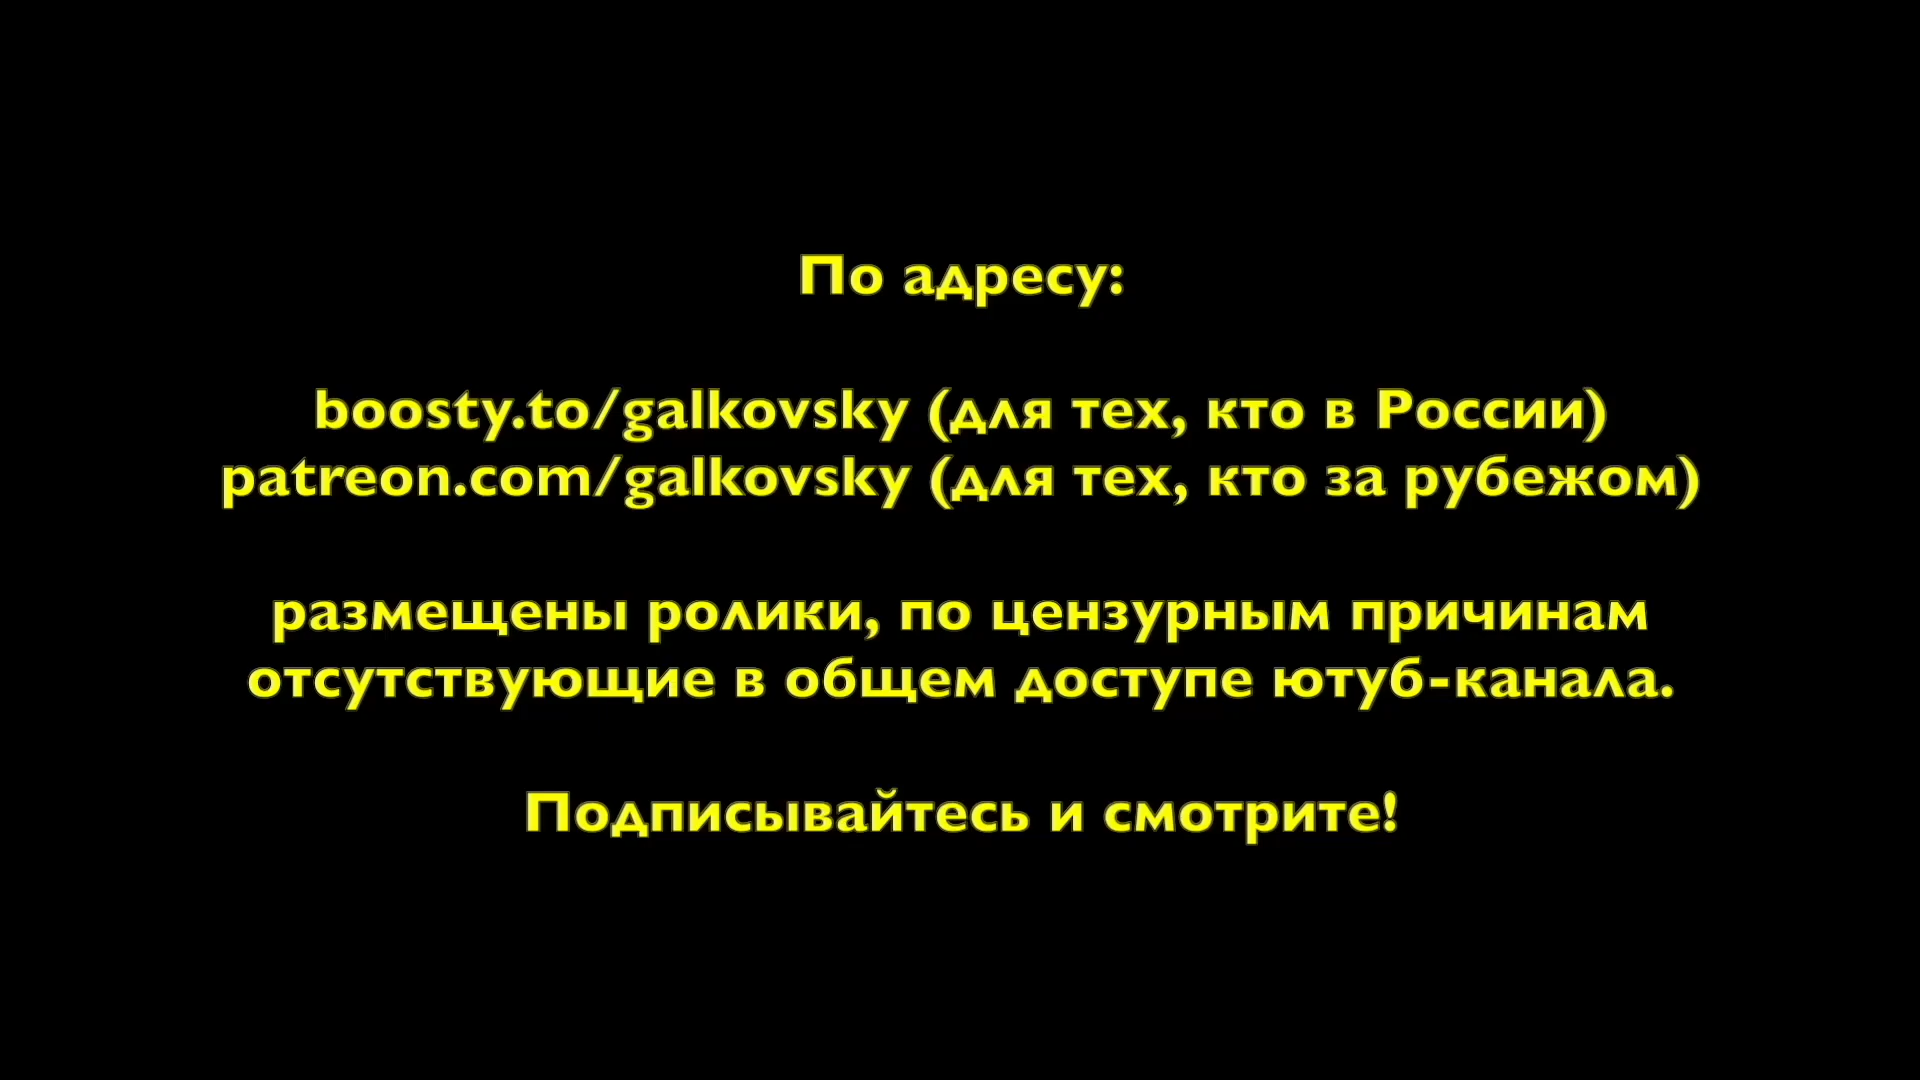 По адресу:
boosty.to/galkovsky (для тех, кто в России)
patreon.com/galkovsky (для тех, кто за рубежом)
размещены ролики, по цензурным причинам
отсутствующие в общем доступе ютуб-канала.
Подписывайтесь и смотрите!